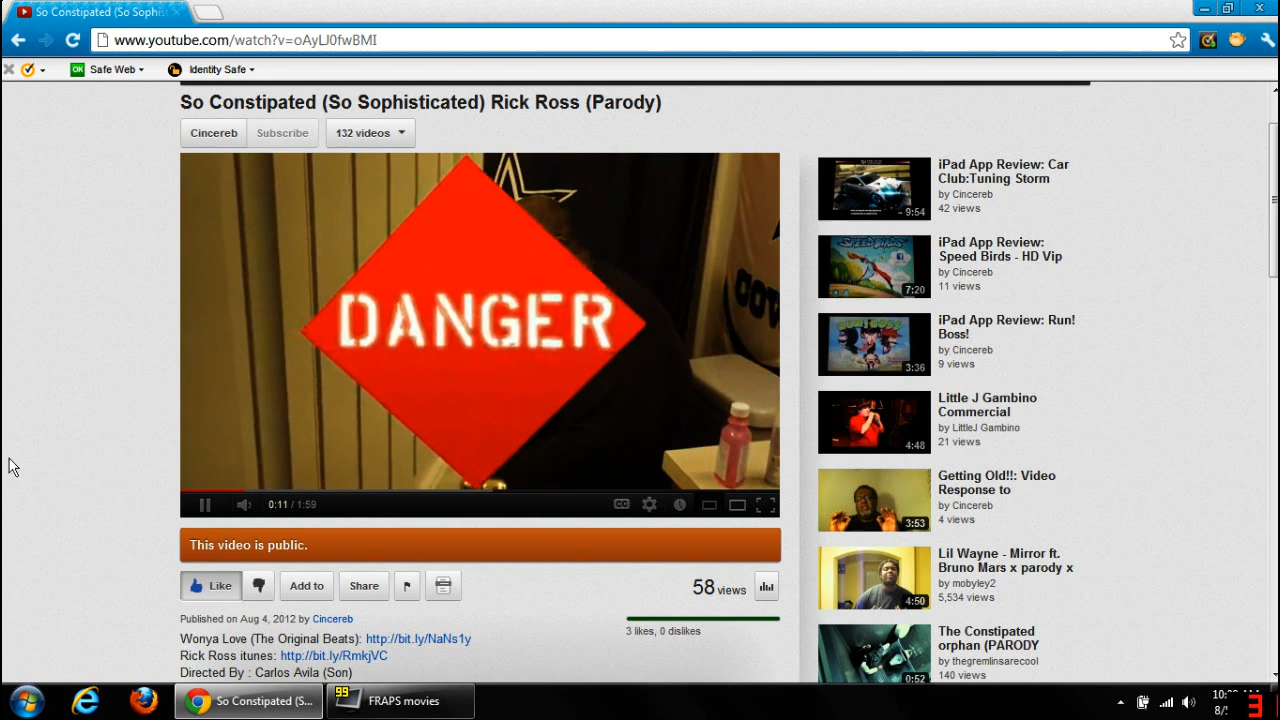 So Constipated (So Sophist
www.youtube.com/watch?v=oAyLJ0fwBMI
OK Safe Web Identity Safe
So Constipated (So Sophisticated) Rick Ross (Parody)
Cincereb Subscribe 132 videos
DANGER
0:11 / 1:59
CC
This video is public.
Like Add to Share
58 views
Published on Aug 4, 2012 by Cincereb
3 likes, 0 dislikes
Wonya Love (The Original Beats): http://bit.ly/NaNs1y
Rick Ross itunes: http://bit.ly/RmkjVC
Directed By : Carlos Avila (Son)
iPad App Review: Car
Club:Tuning Storm
by Cincereb
42 views
9:54
iPad App Review:
Speed Birds - HD Vip
by Cincereb
11 views
SPEED BIRDS
7:20
iPad App Review: Run!
Boss!
by Cincereb
9 views
3:36
Little J Gambino
Commercial
by LittleJ Gambino
21 views
4:48
Getting Old!!: Video
Response to
by Cincereb
4 views
3:53
Lil Wayne - Mirror ft.
Bruno Mars x parody x
by mobyley2
5,534 views
4:50
The Constipated
orphan (PARODY
by thegremlinsarecool
140 views
0:52
So Constipated (S...
99 FRAPS movies
3